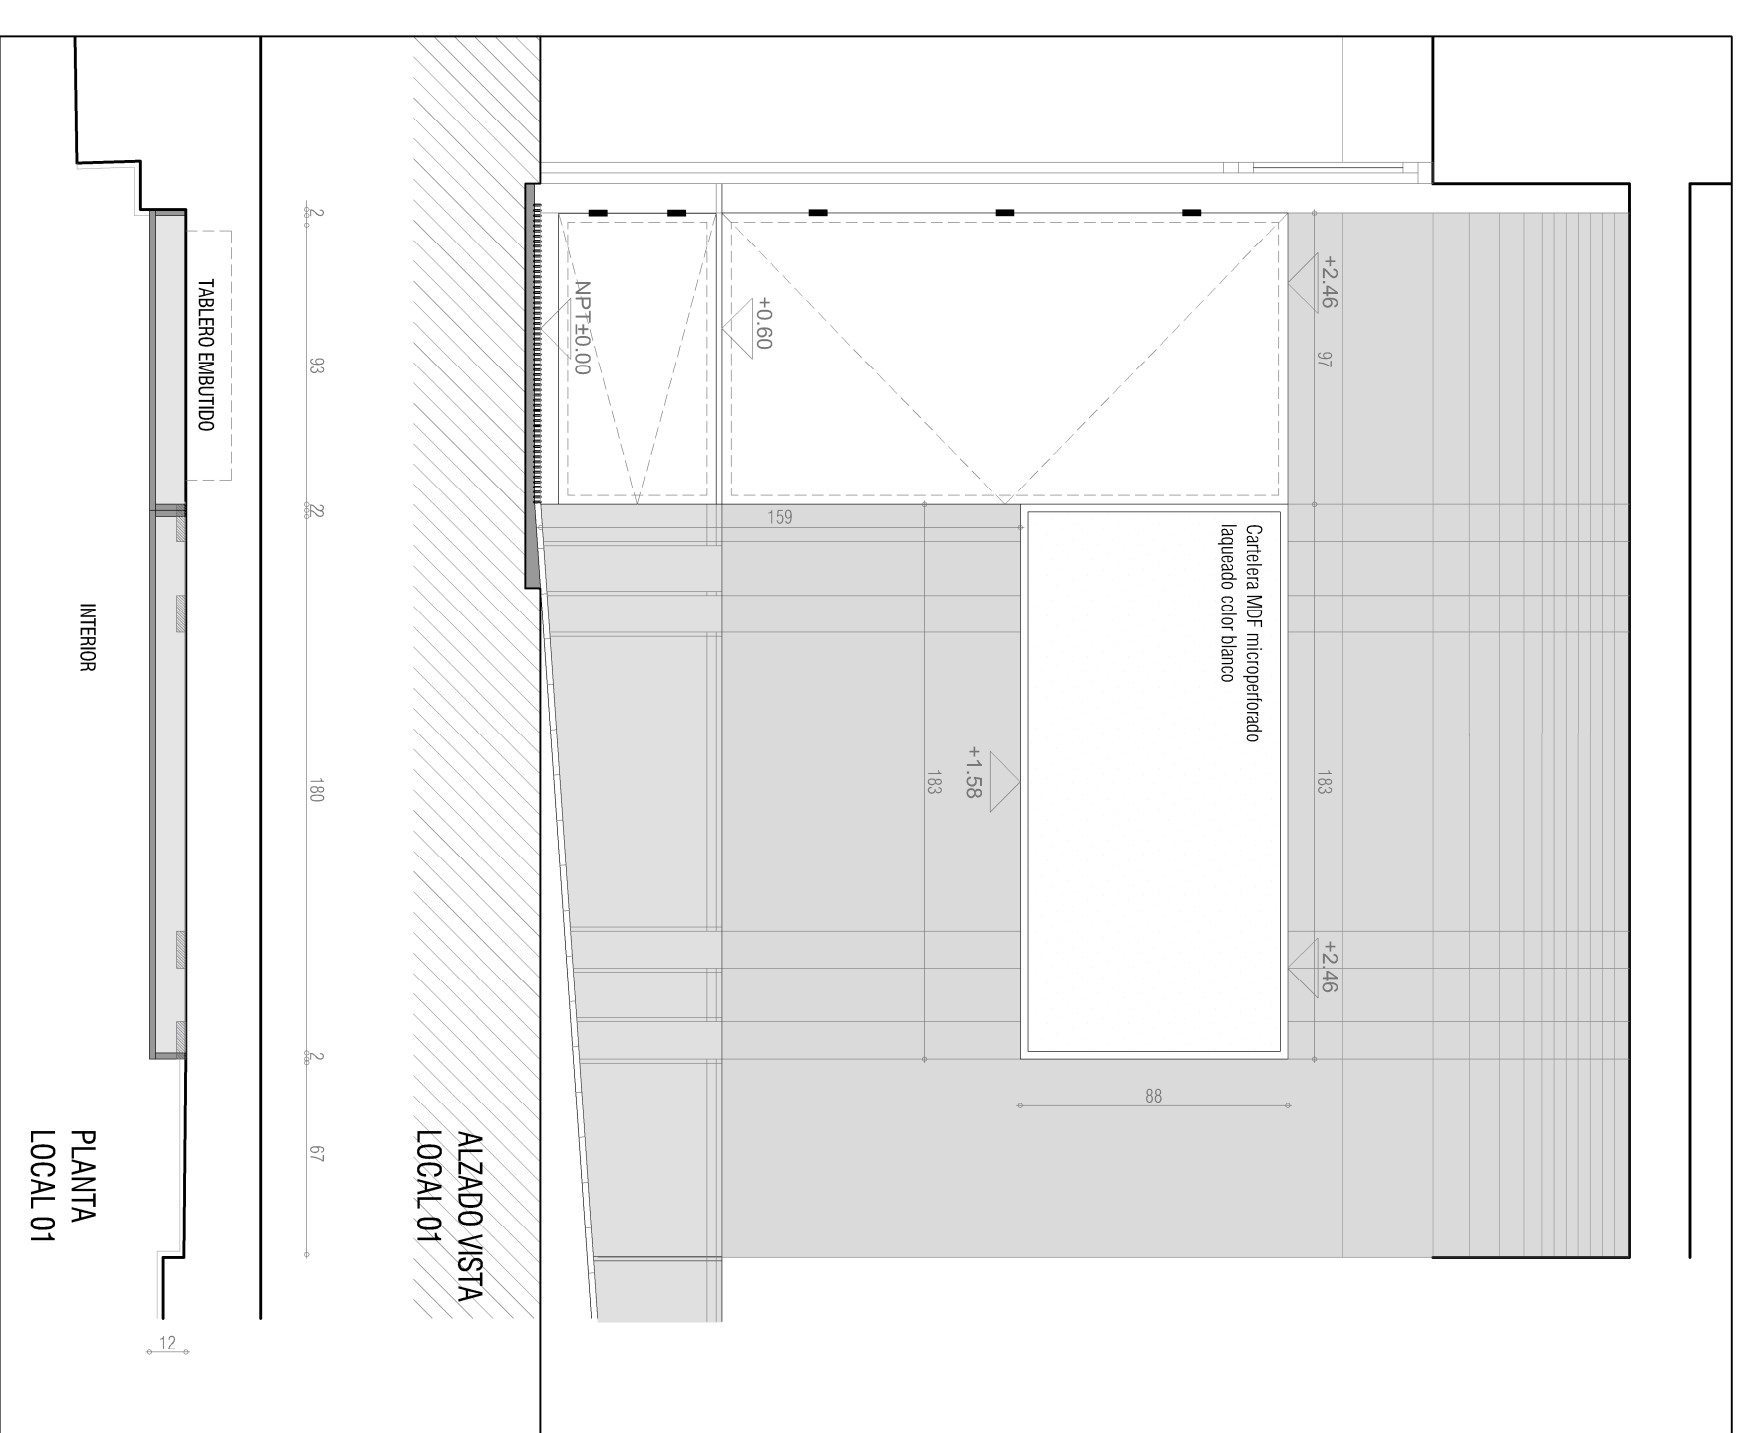 +2.46
+2.46
97
183
Cartelera MDF microperforado
laqueado color blanco
88
+1.58
183
159
+0.60
NPT±0.00
ALZADO VISTA
LOCAL 01
2 93 2 2 180 2 67
TABLERO EMBUTIDO
12
INTERIOR
PLANTA
LOCAL 01